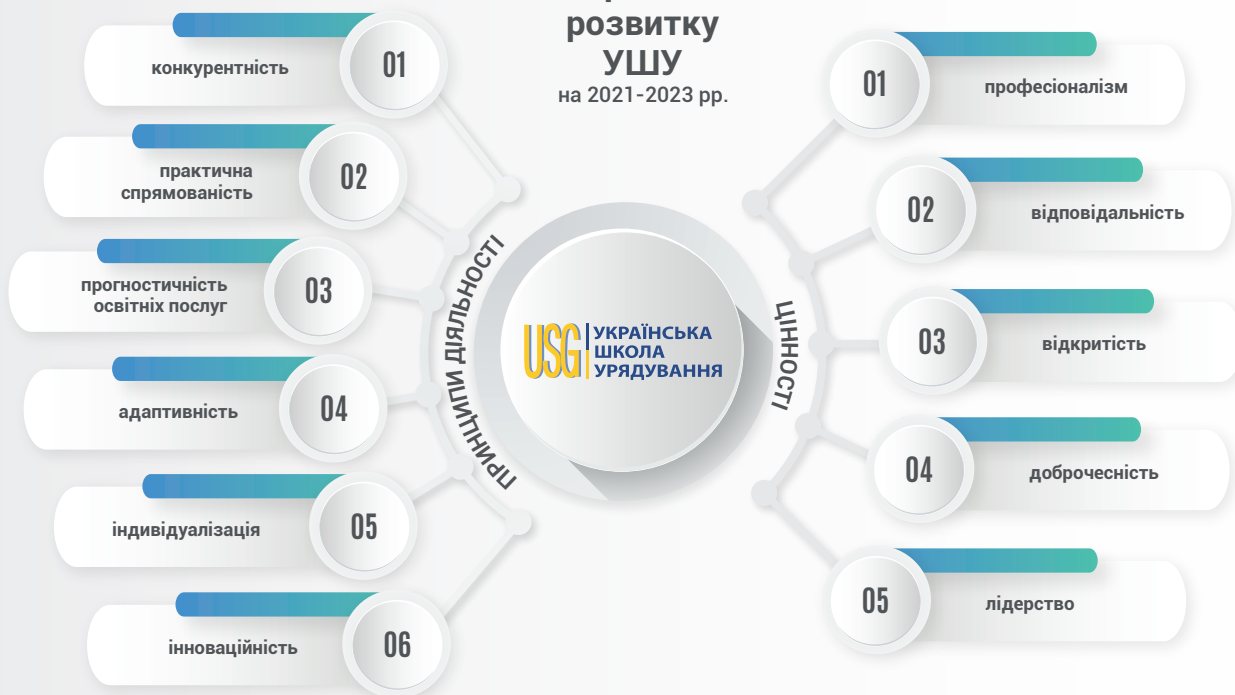 розвитку
УШУ
на 2021-2023 рр.
ПРИНЦИПИ ДІЯЛЬНОСТІ
01
конкурентність
02
практична
спрямованість
03
прогностичність
освітніх послуг
04
адаптивність
05
індивідуалізація
06
інноваційність
USG
УКРАЇНСЬКА
ШКОЛА
УРЯДУВАННЯ
ЦІННОСТІ
01
професіоналізм
02
відповідальність
03
відкритість
04
доброчесність
05
лідерство